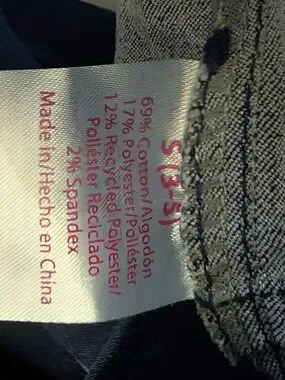 S (3-5)
69% Cotton/Algodón
17% Polyester/Poliéster
12% Recycled Polyester/
Poliéster Reciclado
2% Spandex
Made in/Hecho en China